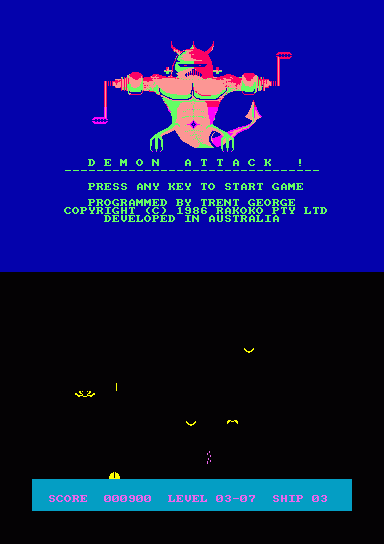 DEMON ATTACK !
PRESS ANY KEY TO START GAME
PROGRAMMED BY TRENT GEORGE
COPYRIGHT (C) 1986 RAKOKO PTY LTD
DEVELOPED IN AUSTRALIA
SCORE 000900 LEVEL 03-07 SHIP 03